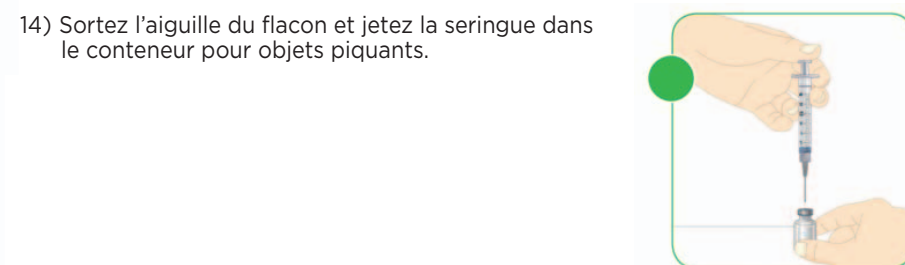 14) Sortez l’aiguille du flacon et jetez la seringue dans
le conteneur pour objets piquants.